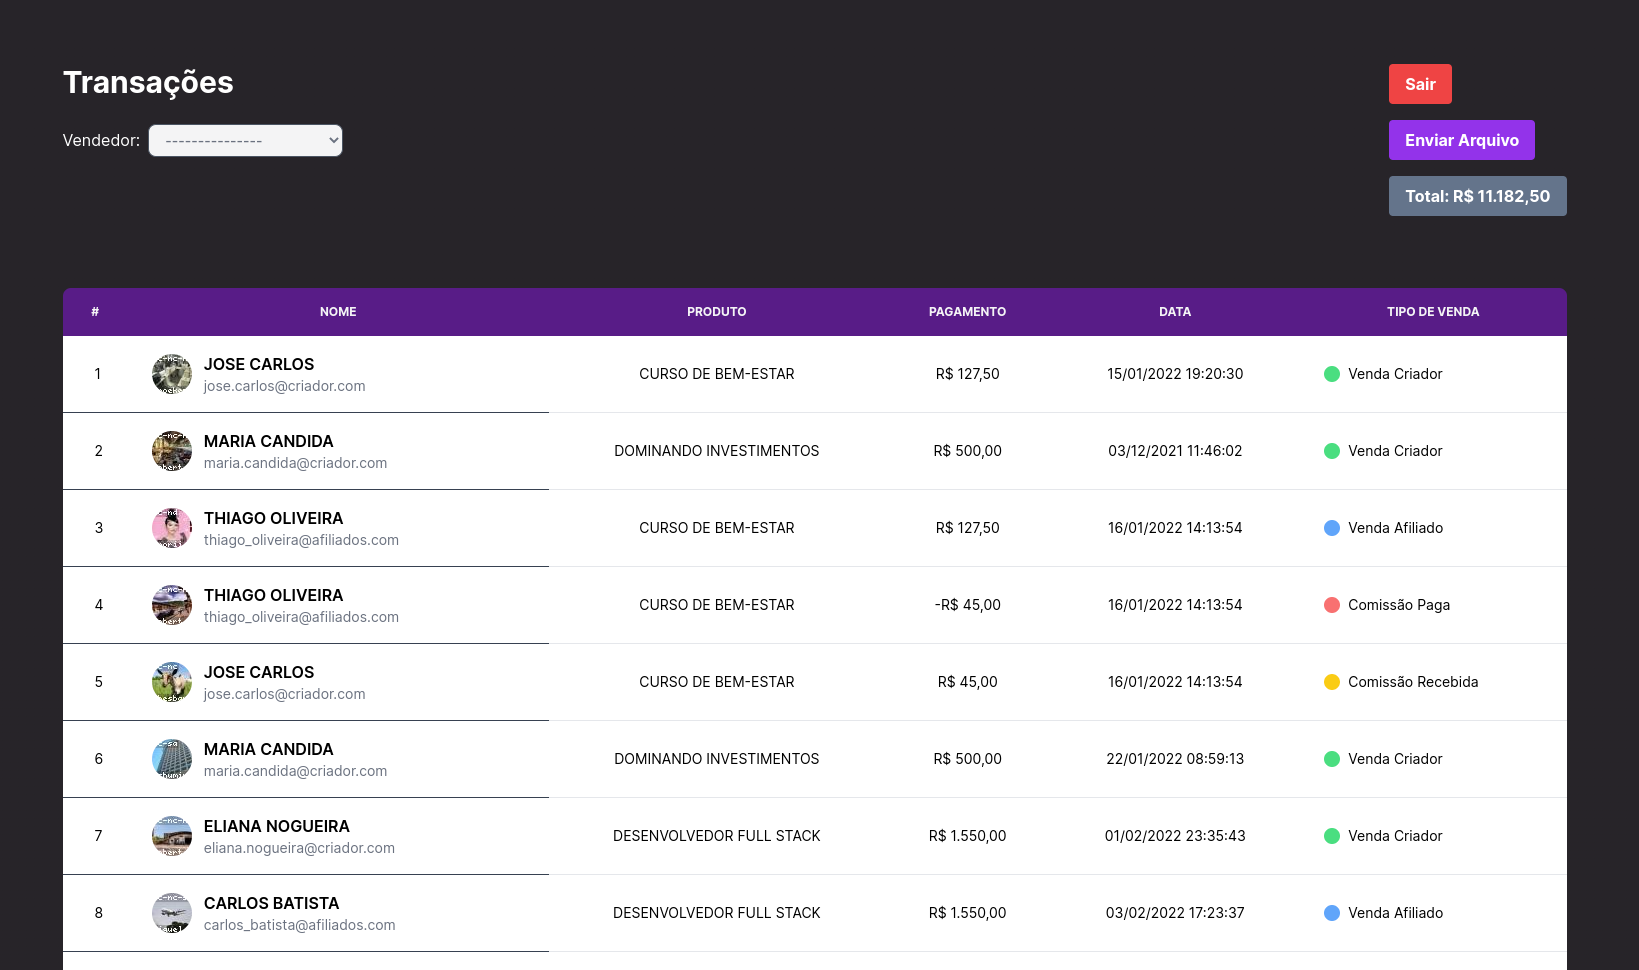 Transações
Sair
Vendedor: ---------------
Enviar Arquivo
Total: R$ 11.182,50
# NOME PRODUTO PAGAMENTO DATA TIPO DE VENDA
1 JOSE CARLOS CURSO DE BEM-ESTAR R$ 127,50 15/01/2022 19:20:30 Venda Criador
jose.carlos@criador.com
2 MARIA CANDIDA DOMINANDO INVESTIMENTOS R$ 500,00 03/12/2021 11:46:02 Venda Criador
maria.candida@criador.com
3 THIAGO OLIVEIRA CURSO DE BEM-ESTAR R$ 127,50 16/01/2022 14:13:54 Venda Afiliado
thiago_oliveira@afiliados.com
4 THIAGO OLIVEIRA CURSO DE BEM-ESTAR -R$ 45,00 16/01/2022 14:13:54 Comissão Paga
thiago_oliveira@afiliados.com
5 JOSE CARLOS CURSO DE BEM-ESTAR R$ 45,00 16/01/2022 14:13:54 Comissão Recebida
jose.carlos@criador.com
6 MARIA CANDIDA DOMINANDO INVESTIMENTOS R$ 500,00 22/01/2022 08:59:13 Venda Criador
maria.candida@criador.com
7 ELIANA NOGUEIRA DESENVOLVEDOR FULL STACK R$ 1.550,00 01/02/2022 23:35:43 Venda Criador
eliana.nogueira@criador.com
8 CARLOS BATISTA DESENVOLVEDOR FULL STACK R$ 1.550,00 03/02/2022 17:23:37 Venda Afiliado
carlos_batista@afiliados.com